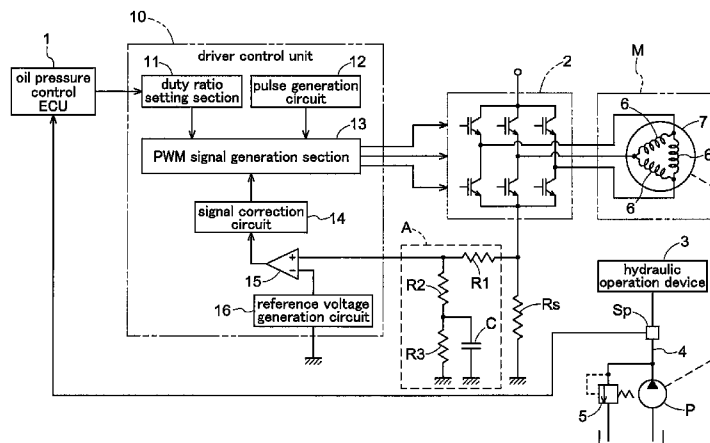 10
1
oil pressure
control
ECU
driver control unit
11
12
duty ratio
setting section
pulse generation
circuit
13
PWM signal generation section
signal correction
circuit
14
15
+
−
16
reference voltage
generation circuit
2
M
6
7
6
6
A
R1
R2
R3
C
Rs
3
hydraulic
operation device
Sp
4
5
P